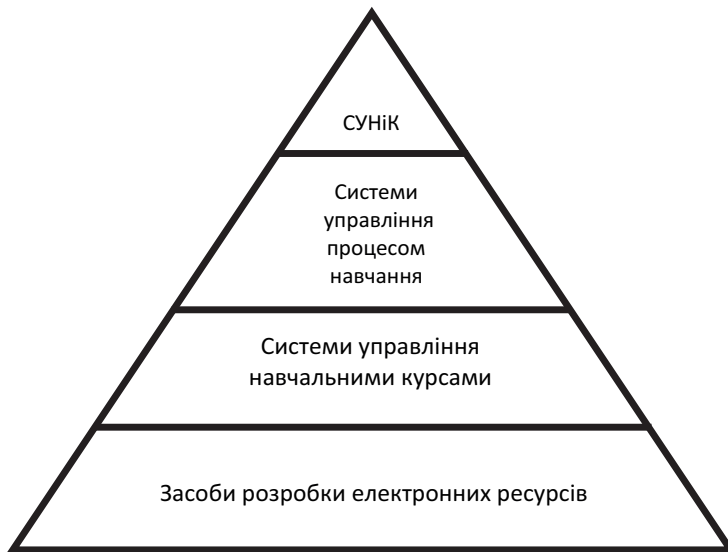 СУНіК
Системи
управління
процесом
навчання
Системи управління
навчальними курсами
Засоби розробки електронних ресурсів